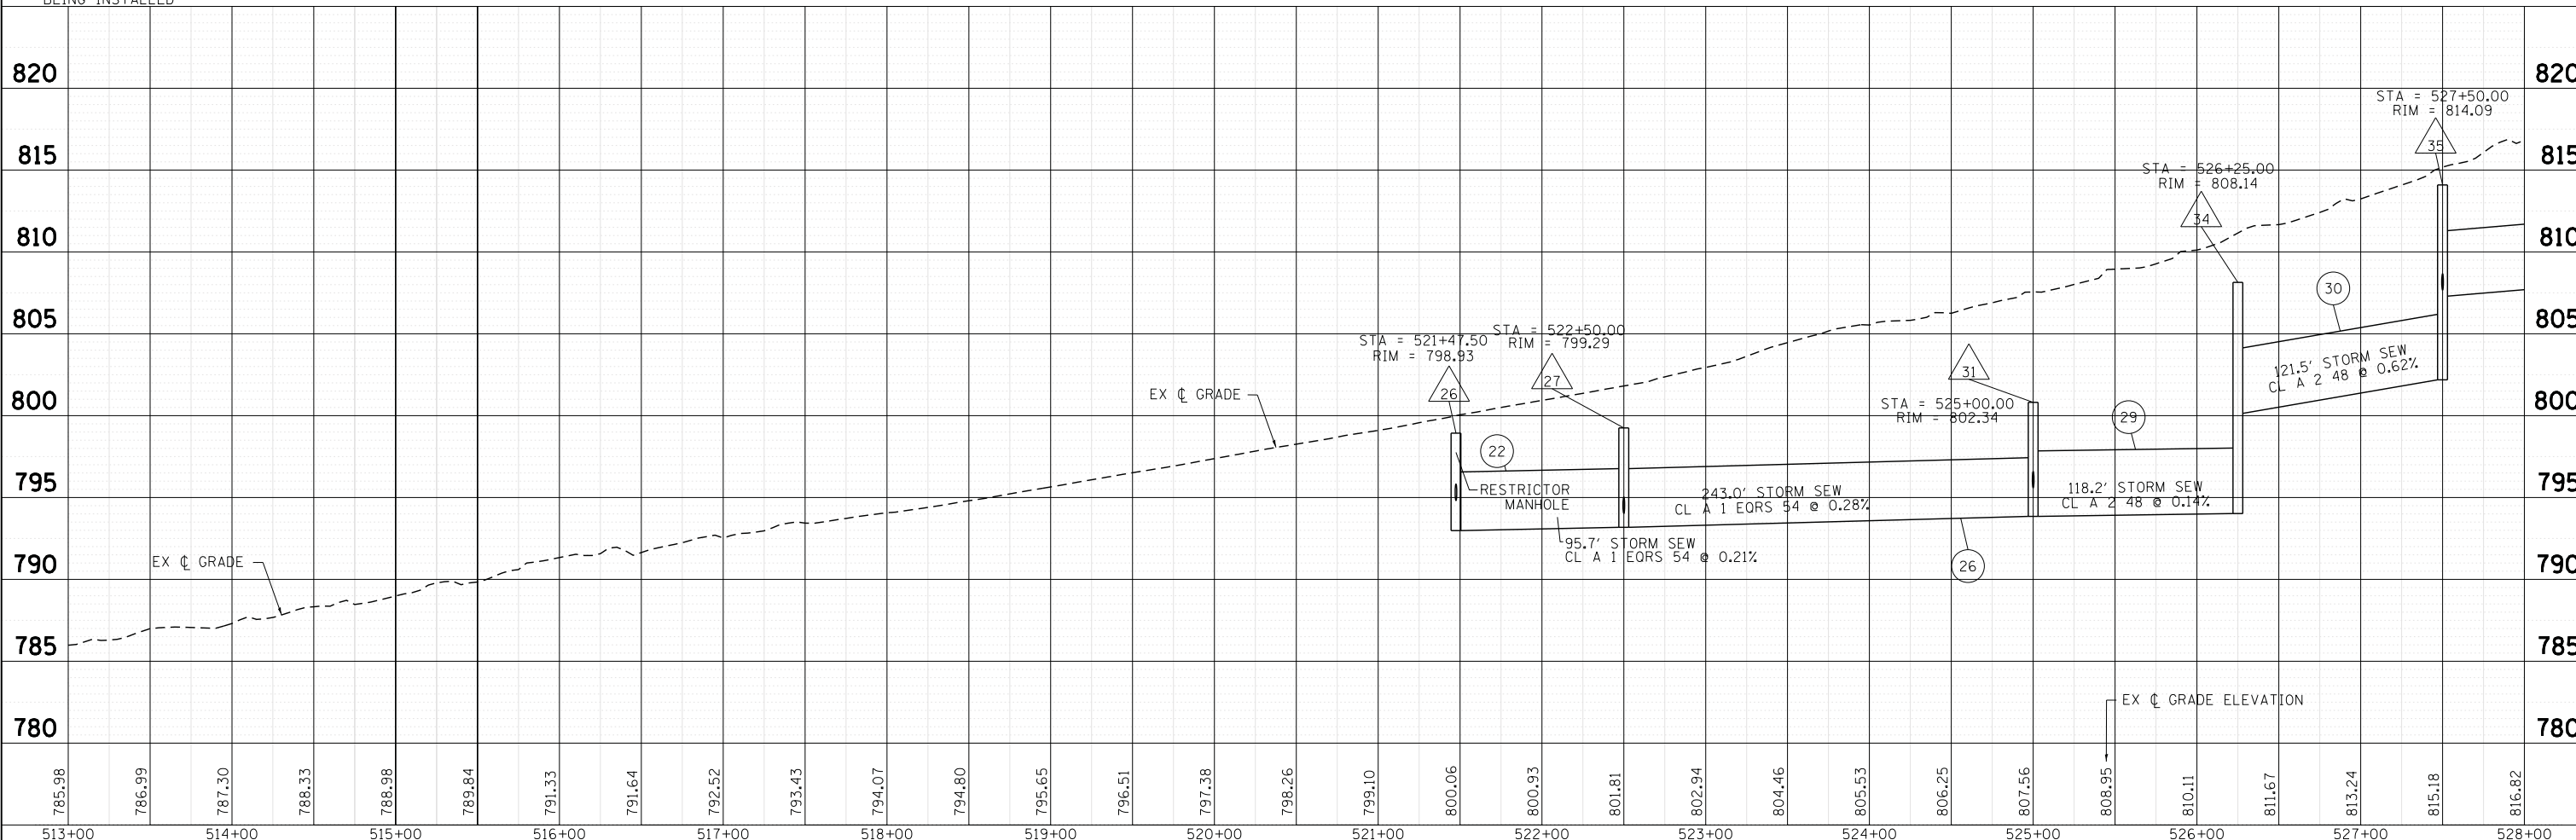 BEING INSTALLED
820 820
STA = 527+50.00
RIM = 814.09
35
815 815
STA = 526+25.00
RIM = 808.14
34
810 810
30
805 805
STA = 521+47.50
RIM = 798.93
26
STA = 522+50.00
RIM = 799.29
27
31
121.5' STORM SEW
CL A 2 48 @ 0.62%
EX ℄ GRADE
800 800
STA = 525+00.00
RIM = 802.34
29
22
795 795
RESTRICTOR
MANHOLE
243.0' STORM SEW
CL A 1 EQRS 54 @ 0.28%
118.2' STORM SEW
CL A 2 48 @ 0.14%
95.7' STORM SEW
CL A 1 EQRS 54 @ 0.21%
26
EX ℄ GRADE
790 790
785 785
EX ℄ GRADE ELEVATION
780 780
785.98
786.99
787.30
788.33
788.98
789.84
791.33
791.64
792.52
793.43
794.07
794.80
795.65
796.51
797.38
798.26
799.10
800.06
800.93
801.81
802.94
804.46
805.53
806.25
807.56
808.95
810.11
811.67
813.24
815.18
816.82
513+00 514+00 515+00 516+00 517+00 518+00 519+00 520+00 521+00 522+00 523+00 524+00 525+00 526+00 527+00 528+00